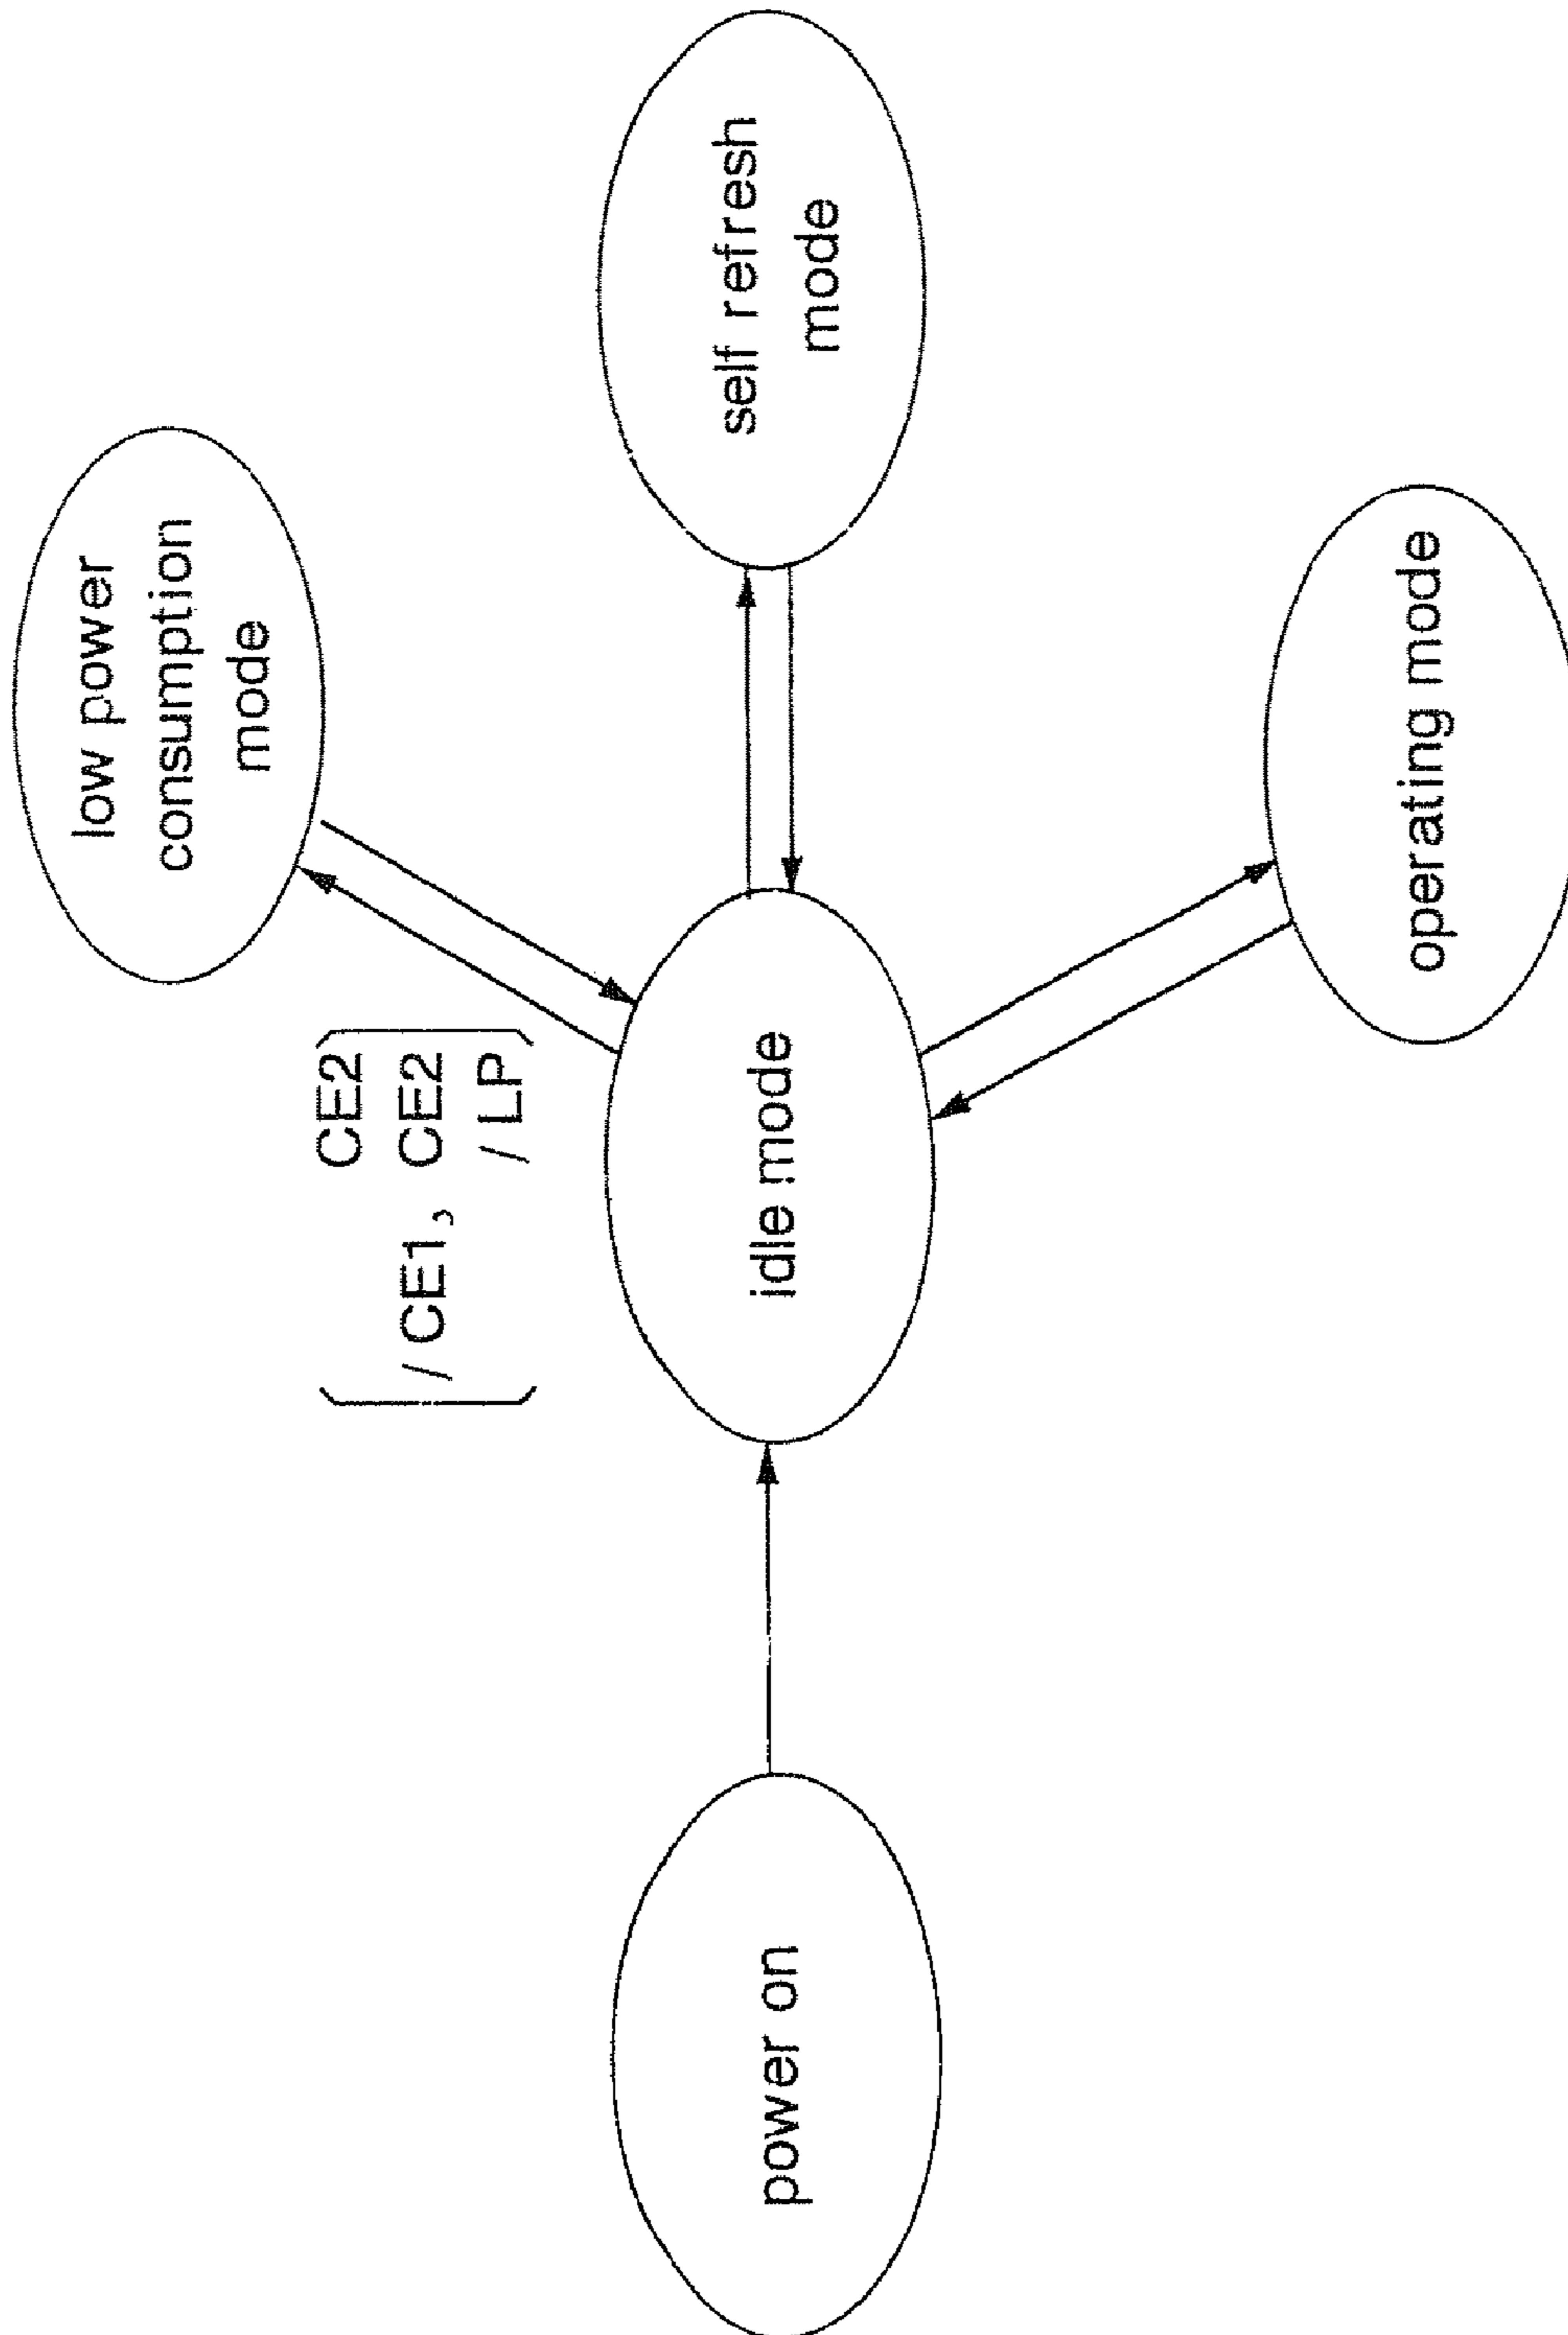 low power
consumption
mode
CE2
/CE1, CE2
/LP
power on
idle mode
self refresh
mode
operating mode